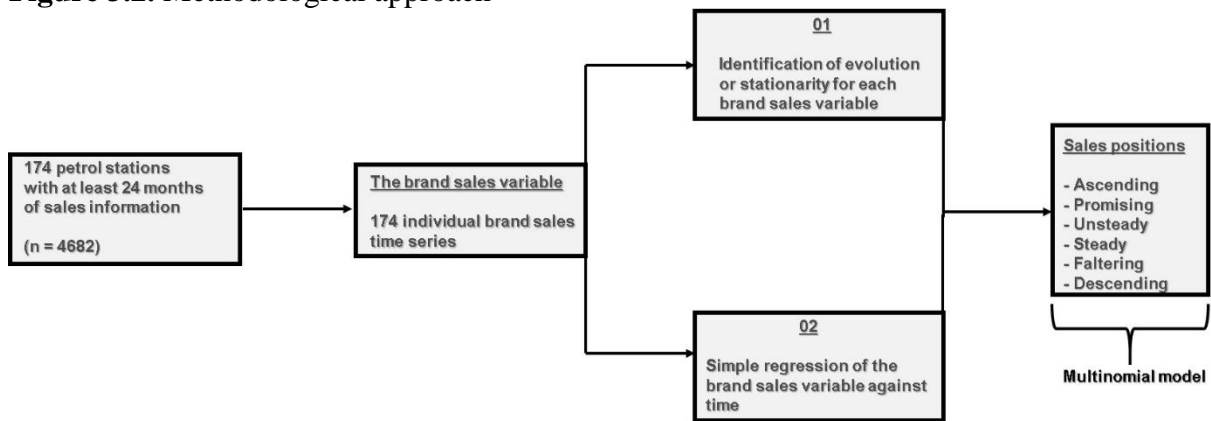 Figure 3.2. Methodological approach
174 petrol stations
with at least 24 months
of sales information
(n = 4682)
The brand sales variable
174 individual brand sales
time series
01
Identification of evolution
or stationarity for each
brand sales variable
02
Simple regression of the
brand sales variable against
time
Sales positions
- Ascending
- Promising
- Unsteady
- Steady
- Faltering
- Descending
Multinomial model